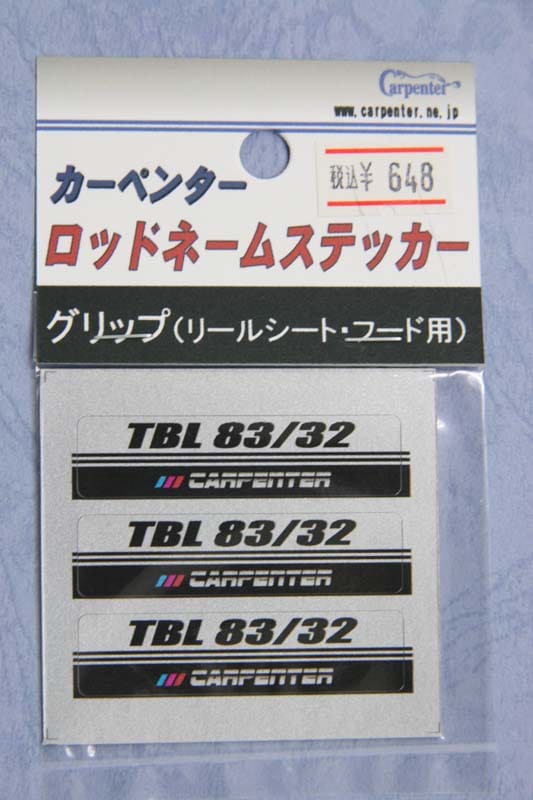 Carpenter
www.carpenter.ne.jp
税込¥ 648
カーペンター
ロッドネームステッカー
グリップ(リールシート・フード用)
TBL 83/32
CARPENTER
TBL 83/32
CARPENTER
TBL 83/32
CARPENTER